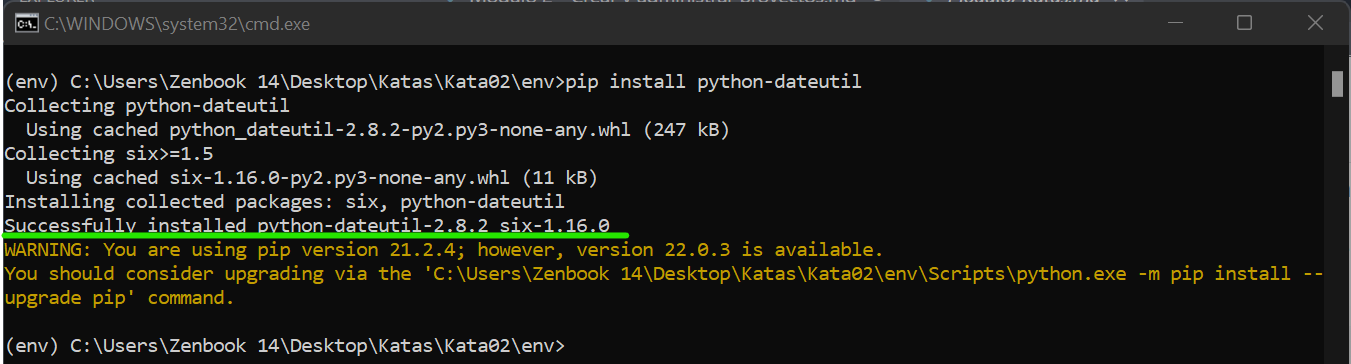 C:\WINDOWS\system32\cmd.exe
(env) C:\Users\Zenbook 14\Desktop\Katas\Kata02\env>pip install python-dateutil
Collecting python-dateutil
  Using cached python_dateutil-2.8.2-py2.py3-none-any.whl (247 kB)
Collecting six>=1.5
  Using cached six-1.16.0-py2.py3-none-any.whl (11 kB)
Installing collected packages: six, python-dateutil
Successfully installed python-dateutil-2.8.2 six-1.16.0
WARNING: You are using pip version 21.2.4; however, version 22.0.3 is available.
You should consider upgrading via the 'C:\Users\Zenbook 14\Desktop\Katas\Kata02\env\Scripts\python.exe -m pip install --
upgrade pip' command.
(env) C:\Users\Zenbook 14\Desktop\Katas\Kata02\env>